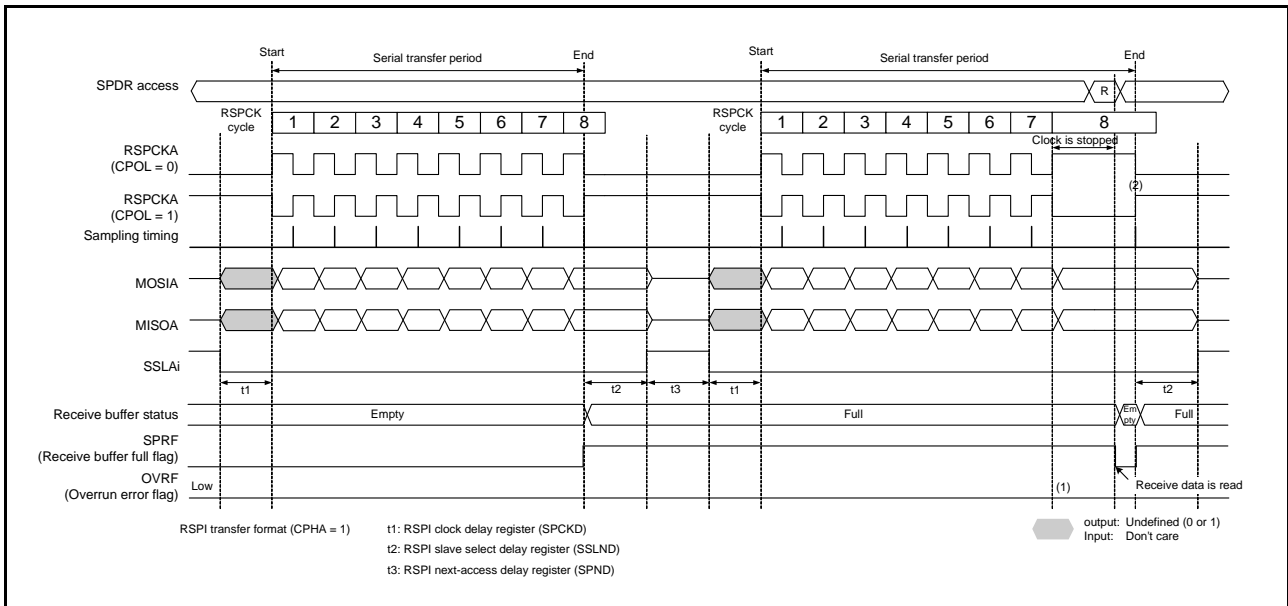 Start
Serial transfer period
End
Start
Serial transfer period
End
SPDR access
R
RSPCK
cycle
1 2 3 4 5 6 7 8
RSPCK
cycle
1 2 3 4 5 6 7 8
Clock is stopped
RSPCKA
(CPOL = 0)
(2)
RSPCKA
(CPOL = 1)
Sampling timing
MOSIA
MISOA
SSLAi
t1
t2
t3
t1
t2
Receive buffer status
Empty
Full
Em
pty
Full
SPRF
(Receive buffer full flag)
OVRF
(Overrun error flag)
Low
(1)
Receive data is read
RSPI transfer format (CPHA = 1)
t1: RSPI clock delay register (SPCKD)
t2: RSPI slave select delay register (SSLND)
t3: RSPI next-access delay register (SPND)
output: Undefined (0 or 1)
Input: Don't care